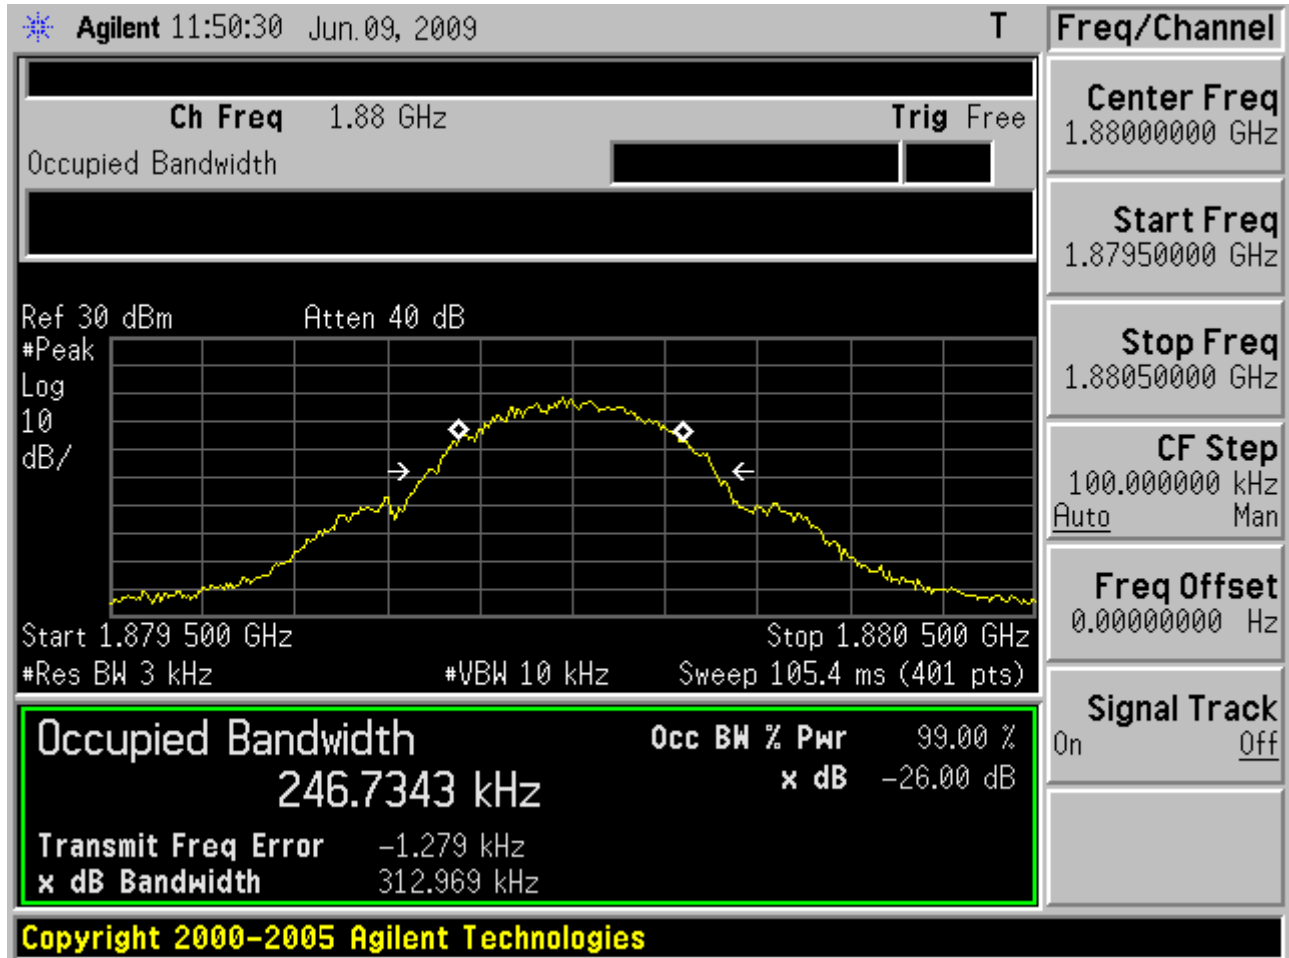 Agilent 11:50:30 Jun. 09, 2009 T
Freq/Channel
Ch Freq 1.88 GHz Trig Free
Occupied Bandwidth
Center Freq
1.88000000 GHz
Start Freq
1.87950000 GHz
Stop Freq
1.88050000 GHz
CF Step
100.000000 kHz
Auto Man
Freq Offset
0.00000000 Hz
Signal Track
On Off
Ref 30 dBm Atten 40 dB
#Peak
Log
10
dB/
Start 1.879 500 GHz Stop 1.880 500 GHz
#Res BW 3 kHz #VBW 10 kHz Sweep 105.4 ms (401 pts)
Occupied Bandwidth Occ BW % Pwr 99.00 %
246.7343 kHz x dB -26.00 dB
Transmit Freq Error -1.279 kHz
x dB Bandwidth 312.969 kHz
Copyright 2000-2005 Agilent Technologies